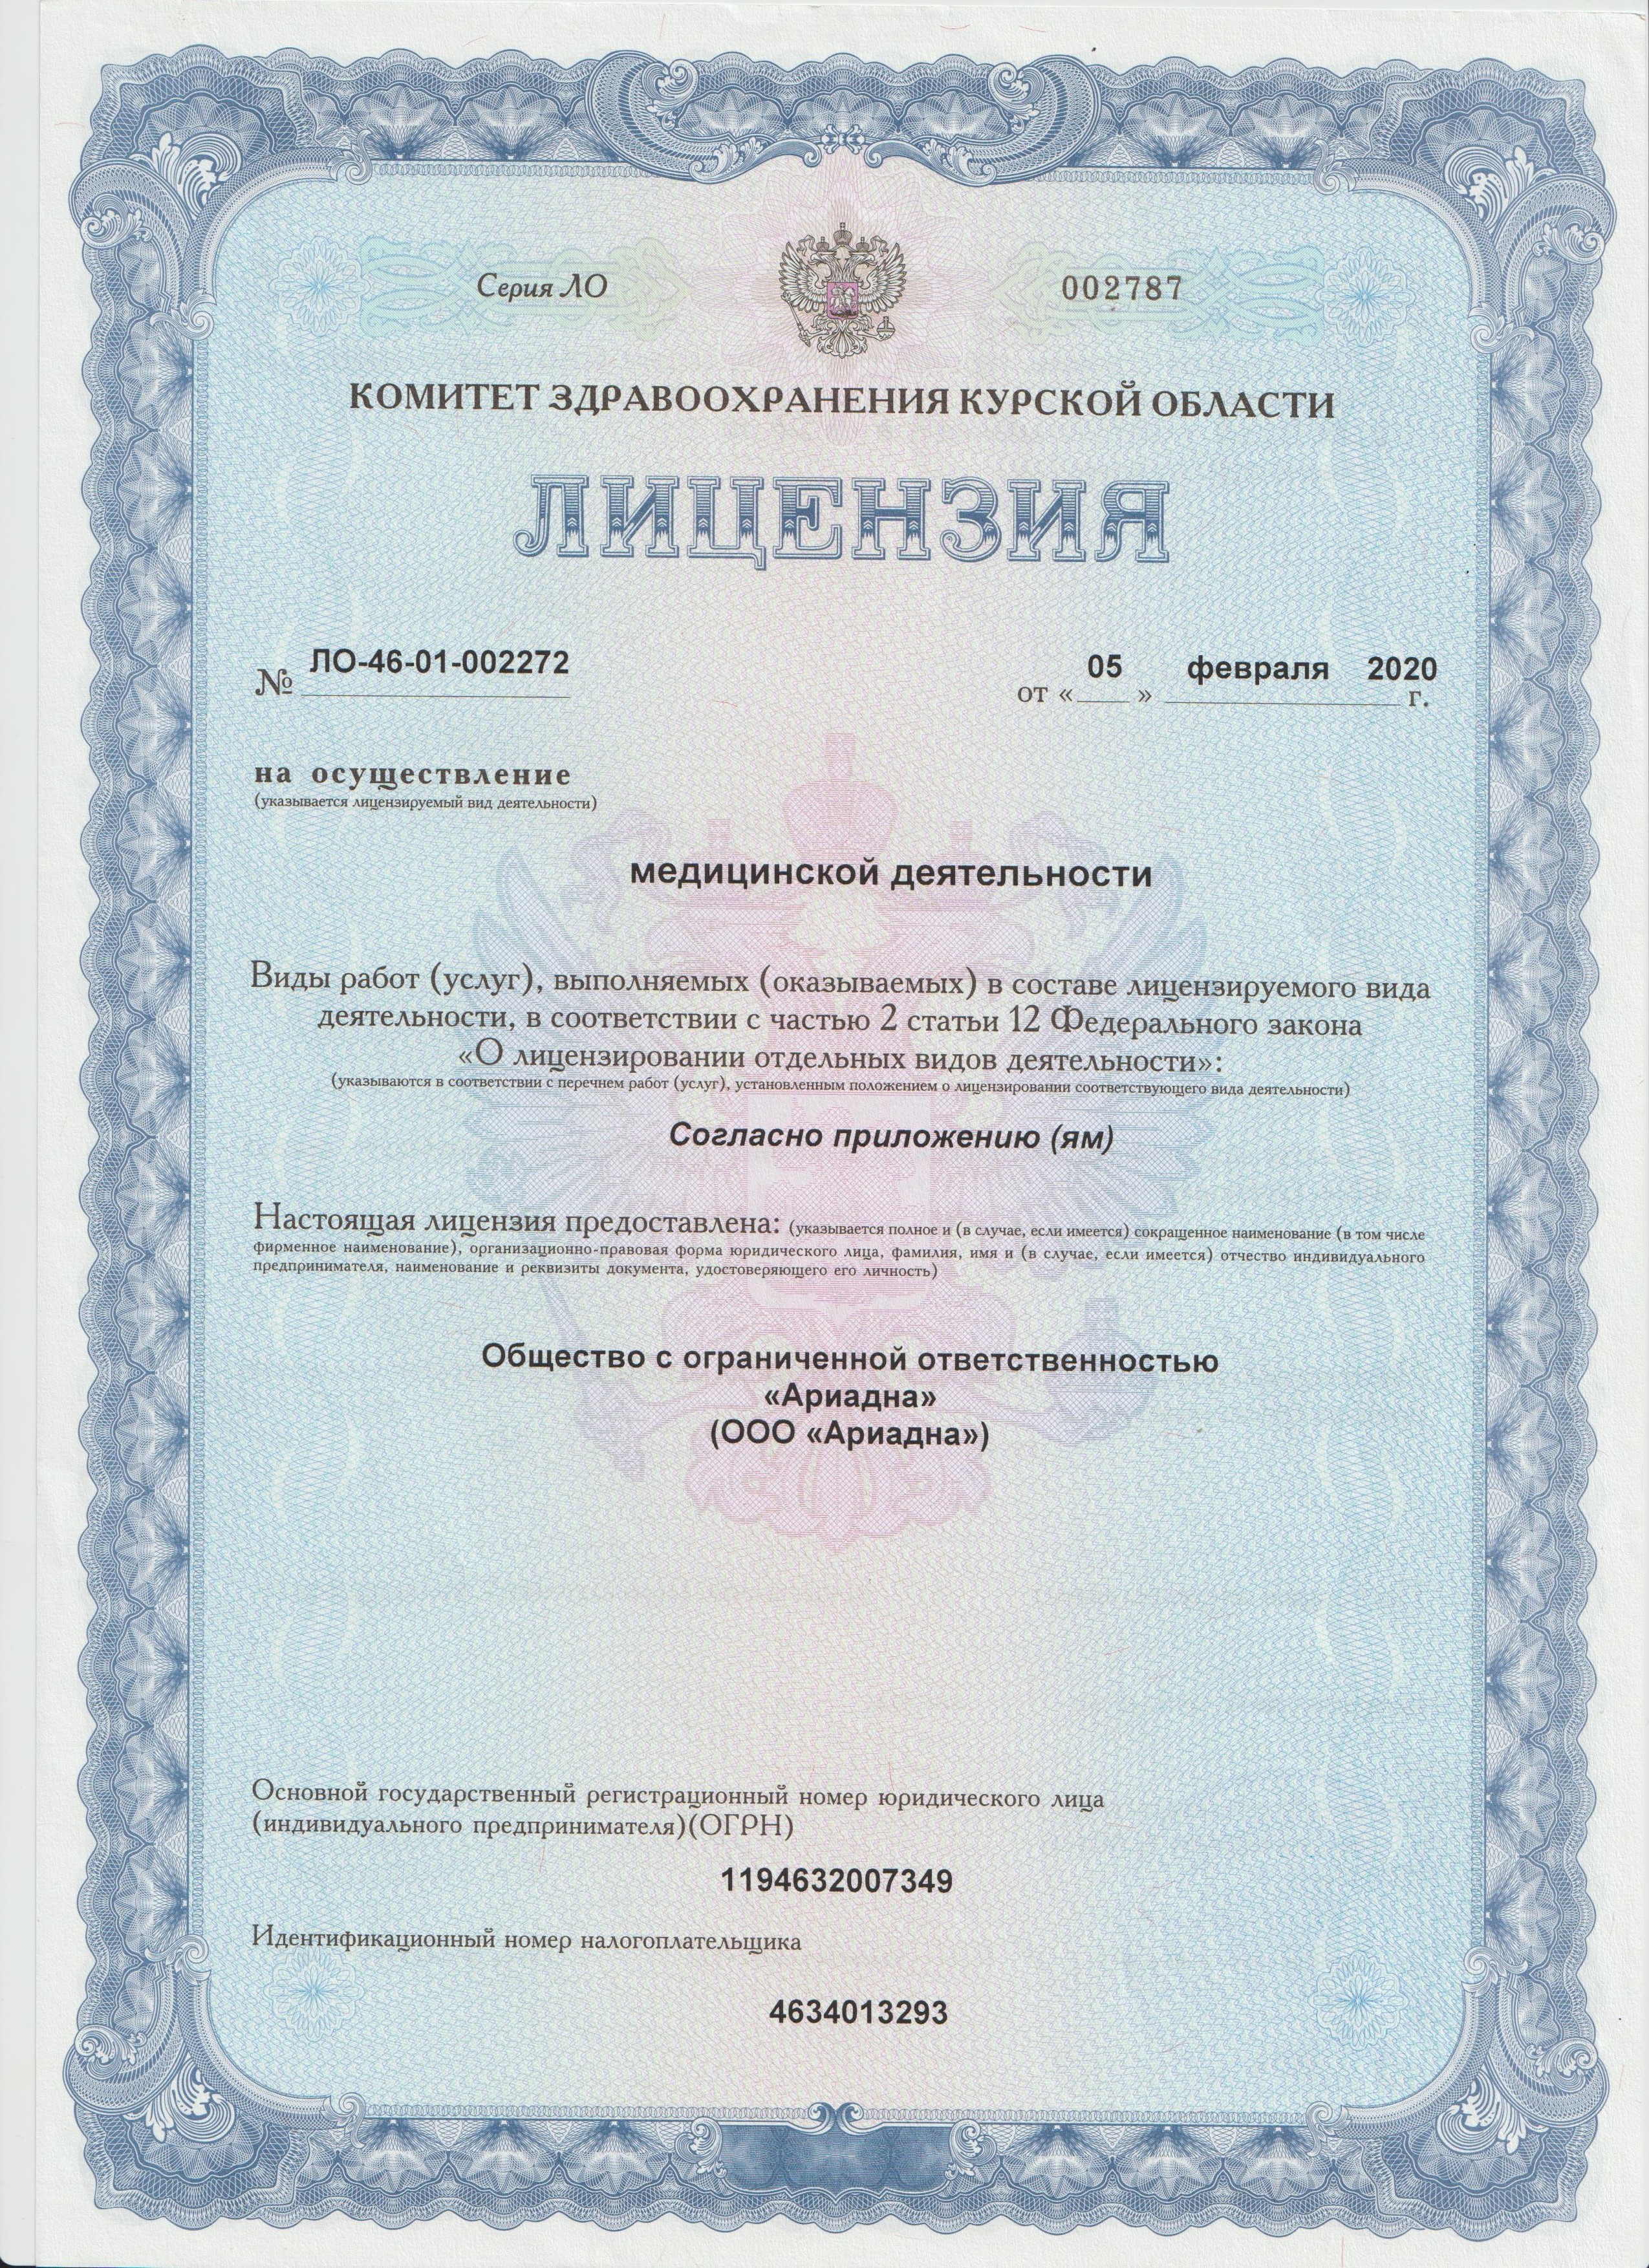 Серия ЛО
002787
КОМИТЕТ ЗДРАВООХРАНЕНИЯ КУРСКОЙ ОБЛАСТИ
ЛИЦЕНЗИЯ
№ ЛО-46-01-002272
от «05» февраля 2020 г.
на осуществление
(указывается лицензируемый вид деятельности)
медицинской деятельности
Виды работ (услуг), выполняемых (оказываемых) в составе лицензируемого вида
деятельности, в соответствии с частью 2 статьи 12 Федерального закона
«О лицензировании отдельных видов деятельности»:
(указываются в соответствии с перечнем работ (услуг), установленным положением о лицензировании соответствующего вида деятельности)
Согласно приложению (ям)
Настоящая лицензия предоставлена: (указывается полное и (в случае, если имеется) сокращенное наименование (в том числе
фирменное наименование), организационно-правовая форма юридического лица, фамилия, имя и (в случае, если имеется) отчество индивидуального
предпринимателя, наименование и реквизиты документа, удостоверяющего его личность)
Общество с ограниченной ответственностью
«Ариадна»
(ООО «Ариадна»)
Основной государственный регистрационный номер юридического лица
(индивидуального предпринимателя)(ОГРН)
1194632007349
Идентификационный номер налогоплательщика
4634013293